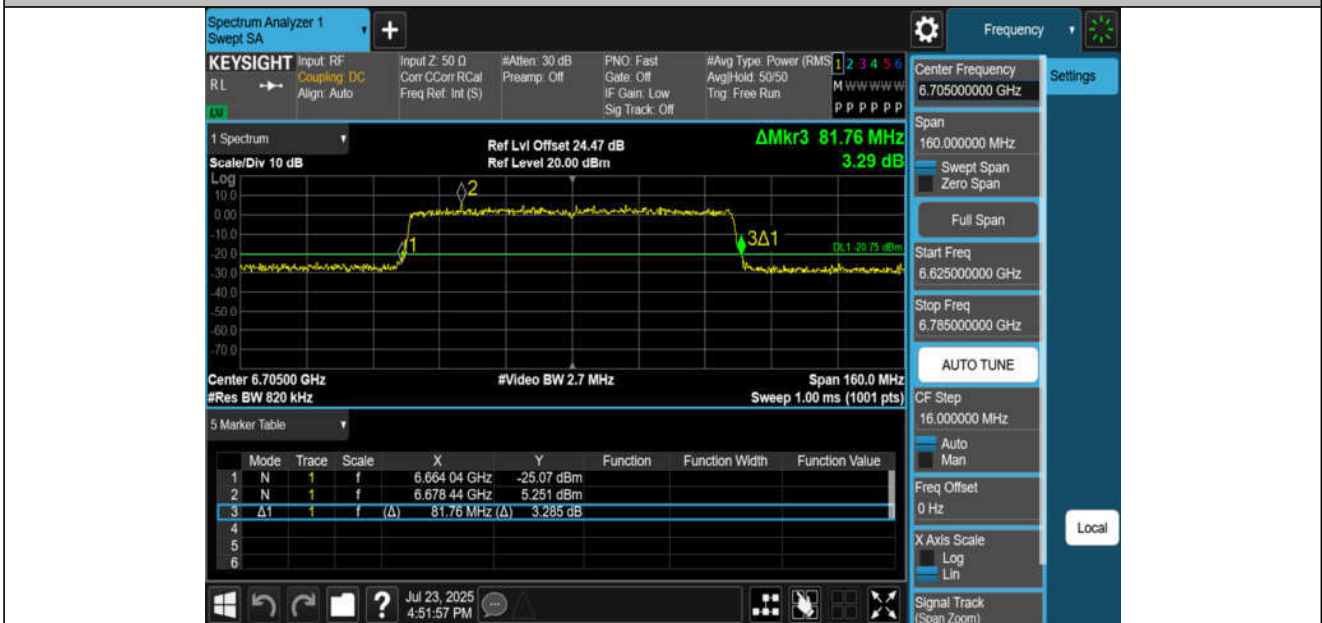 Spectrum Analyzer 1
Swept SA
+
Frequency
KEYSIGHT
RL
Input: RF
Coupling: DC
Align: Auto
Input Z: 50 Ω
Corr CCorr RCal
Freq Ref: Int (S)
#Atten: 30 dB
Preamp: Off
PNO: Fast
Gate: Off
IF Gain: Low
Sig Track: Off
#Avg Type: Power (RMS
Avg|Hold: 50/50
Trig: Free Run
1 2 3 4 5 6
M W W W W W
P P P P P P
1 Spectrum
Scale/Div 10 dB
Ref Lvl Offset 24.47 dB
Ref Level 20.00 dBm
ΔMkr3 81.76 MHz
3.29 dB
Log
10.0
0.00
-10.0
-20.0
-30.0
-40.0
-50.0
-60.0
-70.0
2
1
3Δ1
DL1 -20.75 dBm
Center 6.70500 GHz
#Video BW 2.7 MHz
Span 160.0 MHz
#Res BW 820 kHz
Sweep 1.00 ms (1001 pts)
5 Marker Table
Mode Trace Scale X Y Function Function Width Function Value
1 N 1 f 6.664 04 GHz -25.07 dBm
2 N 1 f 6.678 44 GHz 5.251 dBm
3 Δ1 1 f (Δ) 81.76 MHz (Δ) 3.285 dB
4
5
6
Center Frequency
6.705000000 GHz
Settings
Span
160.000000 MHz
Swept Span
Zero Span
Full Span
Start Freq
6.625000000 GHz
Stop Freq
6.785000000 GHz
AUTO TUNE
CF Step
16.000000 MHz
Auto
Man
Freq Offset
0 Hz
X Axis Scale
Log
Lin
Local
Signal Track
(Span Zoom)
?
Jul 23, 2025
4:51:57 PM